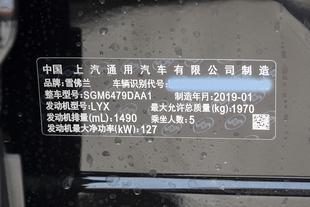 中国 上汽通用汽车有限公司制造
品牌:雪佛兰 车辆识别代号:
整车型号:SGM6479DAA1 制造年月:2019-01
发动机型号:LYX 最大允许总质量(kg):1970
发动机排量(mL):1490 乘坐人数:5
发动机最大净功率(kW):127